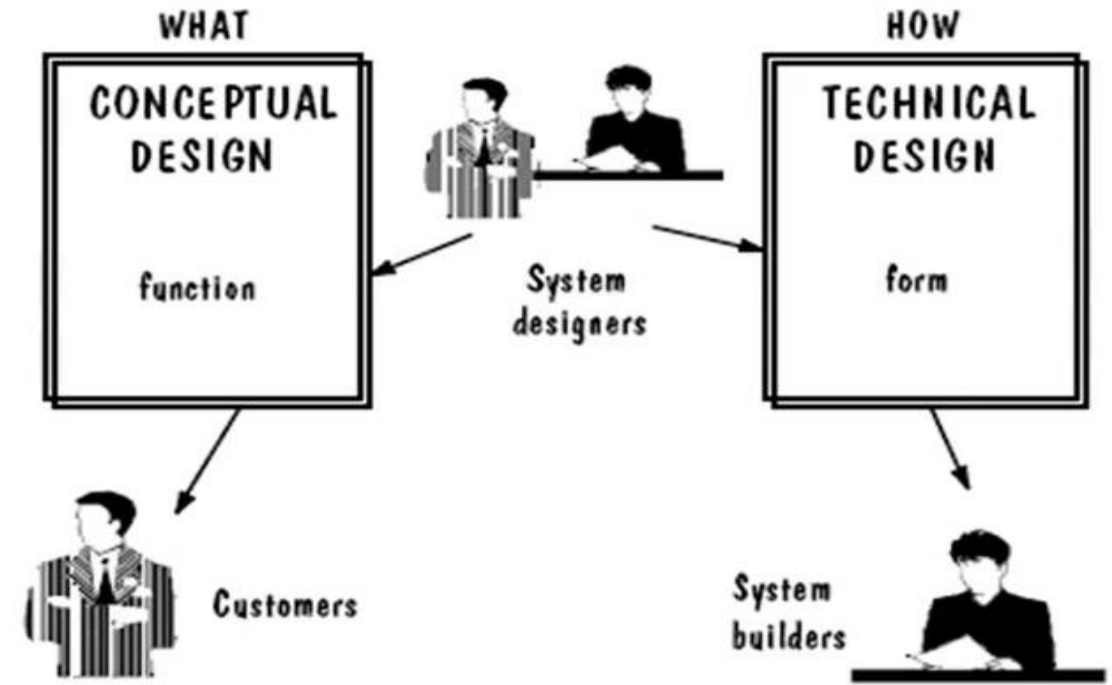 WHAT
CONCEPTUAL
DESIGN
function
System
designers
HOW
TECHNICAL
DESIGN
form
Customers
System
builders